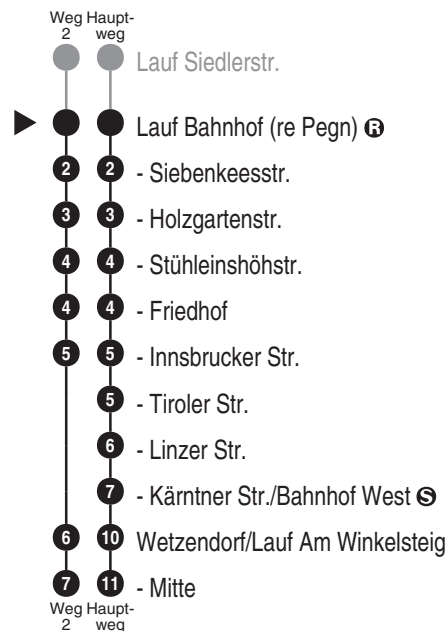 Weg Haupt-
2 weg
Lauf Siedlerstr.
Lauf Bahnhof (re Pegn) R
2 2 - Siebenkeesstr.
3 3 - Holzgartenstr.
4 4 - Stühleinshöhstr.
4 4 - Friedhof
5 5 - Innsbrucker Str.
5 - Tiroler Str.
6 - Linzer Str.
7 - Kärntner Str./Bahnhof West S
6 10 Wetzendorf/Lauf Am Winkelsteig
7 11 - Mitte
Weg Haupt-
2 weg